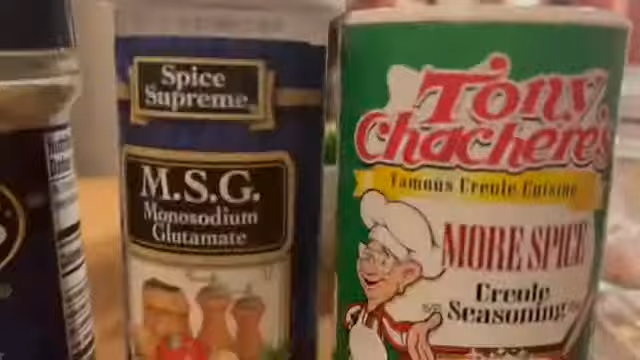 Spice
Supreme
M.S.G.
Monosodium
Glutamate
Tony
Chachere's
Famous Creole Cuisine
MORE SPICE
Creole
Seasoning